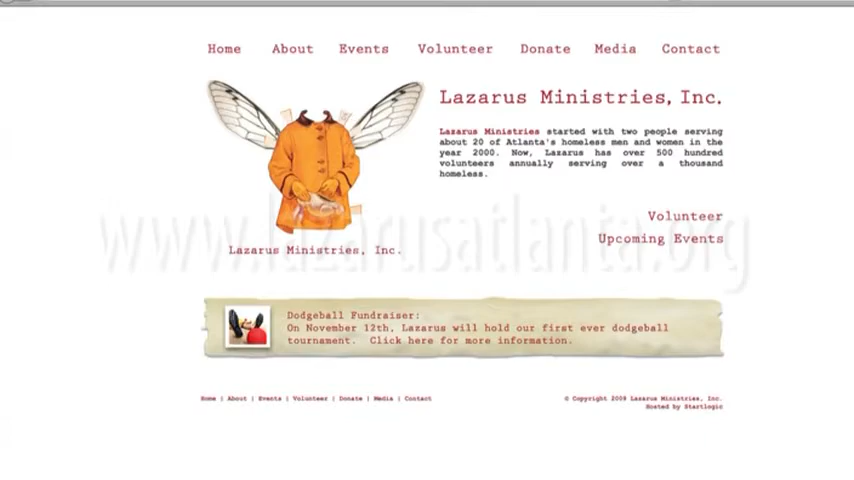 Home About Events Volunteer Donate Media Contact
Lazarus Ministries, Inc.
Lazarus Ministries started with two people serving
about 20 of Atlanta's homeless men and women in the
year 2000. Now, Lazarus has over 500 hundred
volunteers annually serving over a thousand
homeless.
Volunteer
Upcoming Events
www.lazarusatlanta.org
Lazarus Ministries, Inc.
Dodgeball Fundraiser:
On November 12th, Lazarus will hold our first ever dodgeball
tournament. Click here for more information.
Home | About | Events | Volunteer | Donate | Media | Contact
© Copyright 2009 Lazarus Ministries, Inc.
Hosted by Startlogic